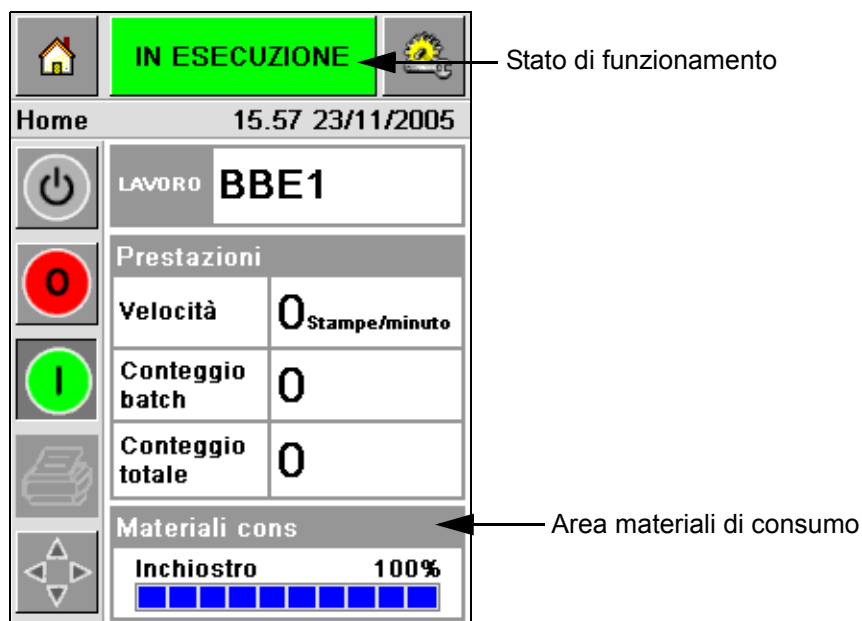 IN ESECUZIONE
Stato di funzionamento
Home 15.57 23/11/2005
LAVORO BBE1
Prestazioni
Velocità 0 Stampe/minuto
Conteggio batch 0
Conteggio totale 0
Materiali cons
Area materiali di consumo
Inchiostro 100%